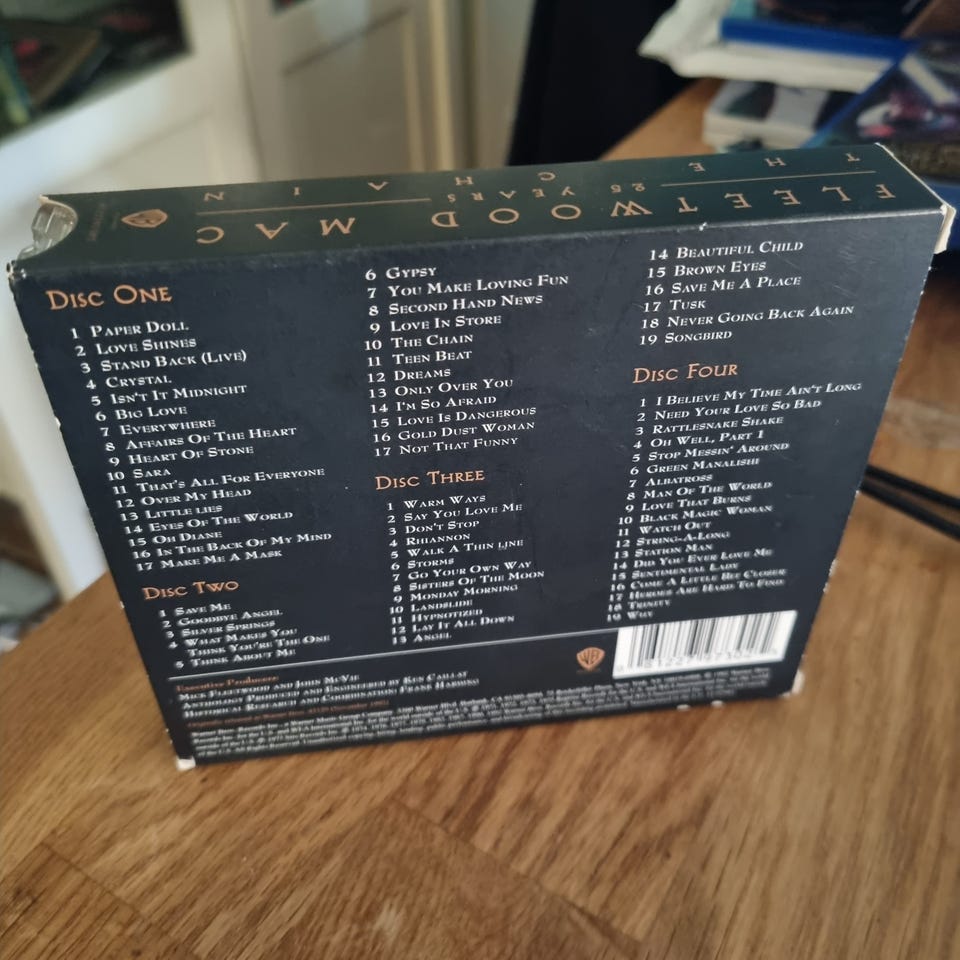 FLEETWOOD MAC
25 YEARS
THE CHAIN
DISC ONE
1 PAPER DOLL
2 LOVE SHINES
3 STAND BACK (LIVE)
4 CRYSTAL
5 ISN'T IT MIDNIGHT
6 BIG LOVE
7 EVERYWHERE
8 AFFAIRS OF THE HEART
9 HEART OF STONE
10 SARA
11 THAT'S ALL FOR EVERYONE
12 OVER MY HEAD
13 LITTLE LIES
14 EYES OF THE WORLD
15 OH DIANE
16 IN THE BACK OF MY MIND
17 MAKE ME A MASK
DISC TWO
1 SAVE ME
2 GOODBYE ANGEL
3 SILVER SPRINGS
4 WHAT MAKES YOU
THINK YOU'RE THE ONE
5 THINK ABOUT ME
6 GYPSY
7 YOU MAKE LOVING FUN
8 SECOND HAND NEWS
9 LOVE IN STORE
10 THE CHAIN
11 TEEN BEAT
12 DREAMS
13 ONLY OVER YOU
14 I'M SO AFRAID
15 LOVE IS DANGEROUS
16 GOLD DUST WOMAN
17 NOT THAT FUNNY
DISC THREE
1 WARM WAYS
2 SAY YOU LOVE ME
3 DON'T STOP
4 RHIANNON
5 WALK A THIN LINE
6 STORMS
7 GO YOUR OWN WAY
8 SISTERS OF THE MOON
9 MONDAY MORNING
10 LANDSLIDE
11 HYPNOTIZED
12 LAY IT ALL DOWN
13 ANGEL
14 BEAUTIFUL CHILD
15 BROWN EYES
16 SAVE ME A PLACE
17 TUSK
18 NEVER GOING BACK AGAIN
19 SONGBIRD
DISC FOUR
1 I BELIEVE MY TIME AIN'T LONG
2 NEED YOUR LOVE SO BAD
3 RATTLESNAKE SHAKE
4 OH WELL, PART 1
5 STOP MESSIN' AROUND
6 GREEN MANALISHI
7 ALBATROSS
8 MAN OF THE WORLD
9 LOVE THAT BURNS
10 BLACK MAGIC WOMAN
11 WATCH OUT
12 STRING-A-LONG
13 STATION MAN
14 DID YOU EVER LOVE ME
15 SENTIMENTAL LADY
16 COME A LITTLE BIT CLOSER
17 HEROES ARE HARD TO FIND
18 TRINITY
19 WHY
EXECUTIVE PRODUCERS:
MICK FLEETWOOD AND JOHN MCVIE
ANTHOLOGY PRODUCED AND ENGINEERED BY KEN CAILLAT
HISTORICAL RESEARCH AND COORDINATION FRANK HARDING